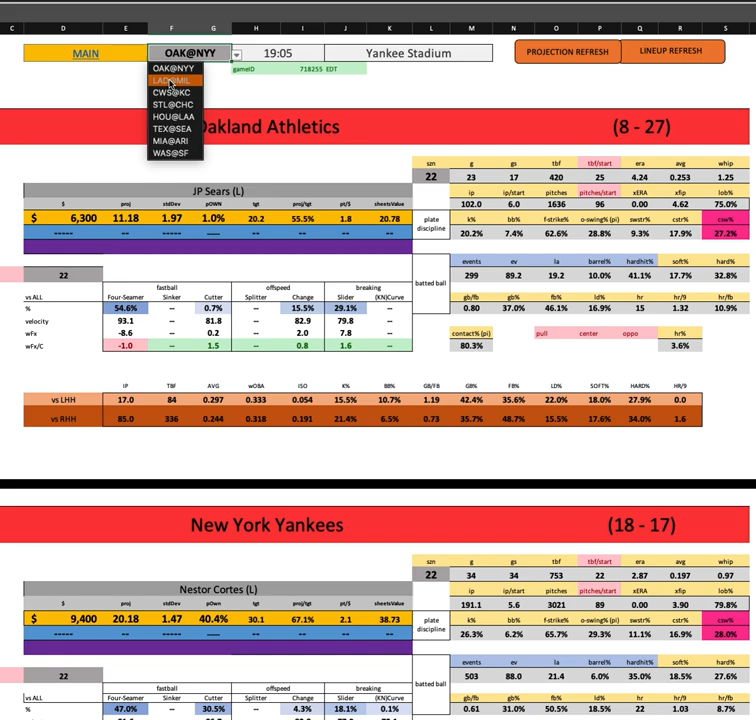 C D E F G H I J K L M N O P Q R S
MAIN OAK@NYY 19:05 Yankee Stadium PROJECTION REFRESH LINEUP REFRESH
OAK@NYY gameID 718255 EDT
LAD@MIL
CWS@KC
STL@CHC
HOU@LAA
TEX@SEA
MIA@ARI
WAS@SF
Oakland Athletics (8 - 27)
szn g gs tbf tbf/start era avg whip
22 23 17 420 25 4.24 0.253 1.25
JP Sears (L) ip ip/start pitches pitches/start xERA xfip lob%
$ proj stdDev pOWN tgt proj/tgt pt/$ sheetsValue 102.0 6.0 1636 96 0.00 4.62 75.0%
$ 6,300 11.18 1.97 1.0% 20.2 55.5% 1.8 20.78 plate discipline k% bb% f-strike% o-swing% (pi) swstr% cstr% csw%
----- -- -- ---- -- -- -- -- 20.2% 7.4% 62.6% 28.8% 9.3% 17.9% 27.2%
events ev la barrel% hardhit% soft% hard%
22 batted ball 299 89.2 19.2 10.0% 41.1% 17.7% 32.8%
fastball offspeed breaking
vsALL Four-Seamer Sinker Cutter Splitter Change Slider (KN)Curve gb/fb gb% fb% ld% hr hr/9 hr/fb
% 54.6% -- 0.7% -- 15.5% 29.1% -- 0.80 37.0% 46.1% 16.9% 15 1.32 10.9%
velocity 93.1 -- 81.8 -- 82.9 79.8 --
wFx -8.6 -- 0.2 -- 2.0 7.8 -- contact% (pi) pull center oppo hr%
wFx/C -1.0 -- 1.5 -- 0.8 1.6 -- 80.3% 3.6%
IP TBF AVG wOBA ISO K% BB% GB/FB GB% FB% LD% SOFT% HARD% HR/9
vs LHH 17.0 84 0.297 0.333 0.054 15.5% 10.7% 1.19 42.4% 35.6% 22.0% 18.0% 27.9% 0.0
vs RHH 85.0 336 0.244 0.318 0.191 21.4% 6.5% 0.73 35.7% 48.7% 15.5% 17.6% 34.0% 1.6
New York Yankees (18 - 17)
szn g gs tbf tbf/start era avg whip
22 34 34 753 22 2.87 0.197 0.97
Nestor Cortes (L) ip ip/start pitches pitches/start xERA xfip lob%
$ proj stdDev pOwn tgt proj/tgt pt/$ sheetsValue 191.1 5.6 3021 89 0.00 3.90 79.8%
$ 9,400 20.18 1.47 40.4% 30.1 67.1% 2.1 38.73 plate discipline k% bb% f-strike% o-swing% (pi) swstr% cstr% csw%
----- -- -- ---- -- -- -- -- 26.3% 6.2% 65.7% 29.3% 11.1% 16.9% 28.0%
events ev la barrel% hardhit% soft% hard%
22 batted ball 503 88.0 21.4 6.0% 35.0% 18.5% 27.6%
fastball offspeed breaking
vsALL Four-Seamer Sinker Cutter Splitter Change Slider (KN)Curve gb/fb gb% fb% ld% hr hr/9 hr/fb
% 47.0% -- 30.5% -- 4.3% 18.1% 0.1% 0.61 31.0% 50.5% 18.5% 22 1.03 8.7%